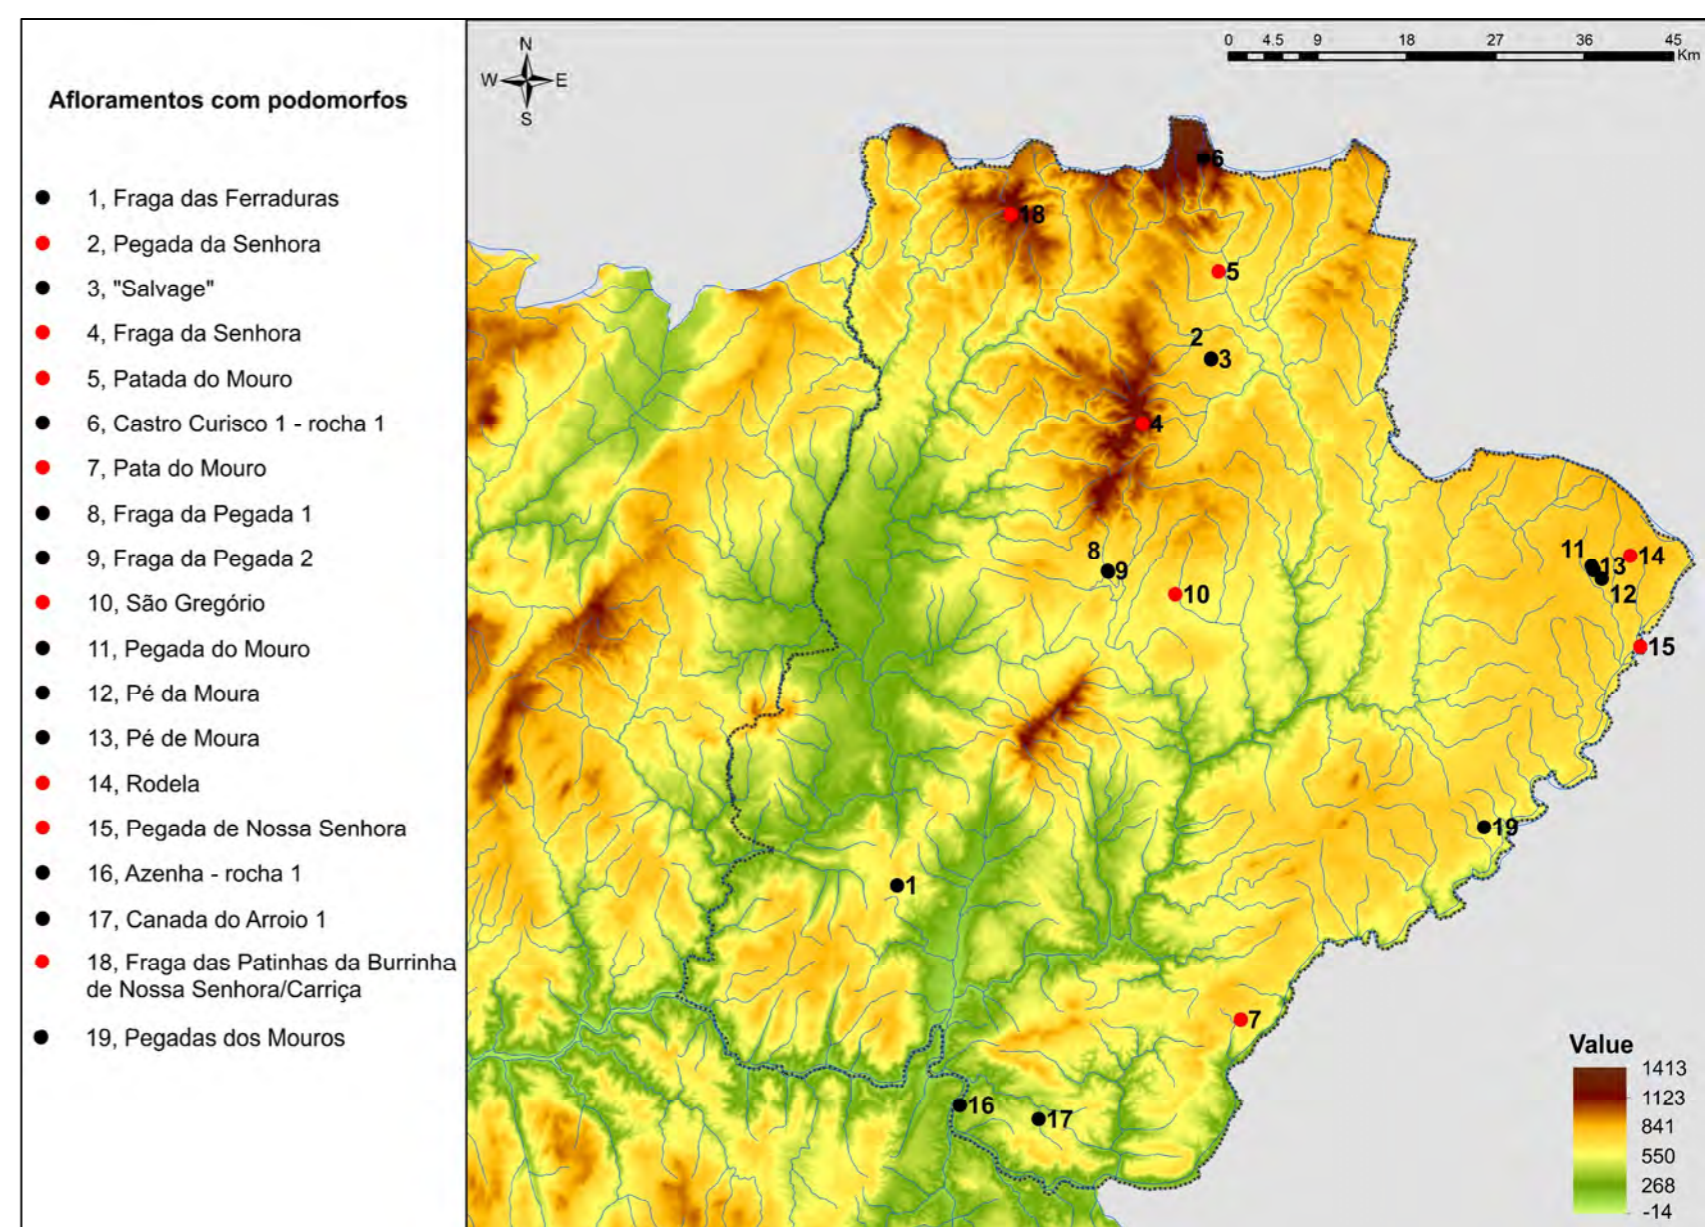 Afloramentos com podomorfos
1, Fraga das Ferraduras
2, Pegada da Senhora
3, "Salvage"
4, Fraga da Senhora
5, Patada do Mouro
6, Castro Curisco 1 - rocha 1
7, Pata do Mouro
8, Fraga da Pegada 1
9, Fraga da Pegada 2
10, São Gregório
11, Pegada do Mouro
12, Pé da Moura
13, Pé de Moura
14, Rodela
15, Pegada de Nossa Senhora
16, Azenha - rocha 1
17, Canada do Arroio 1
18, Fraga das Patinhas da Burrinha
de Nossa Senhora/Carriça
19, Pegadas dos Mouros
N
W E
S
0 4.5 9 18 27 36 45
Km
6
18
5
2
3
4
8
9
10
11
13
14
12
15
19
1
7
16
17
Value
1413
1123
841
550
268
-14